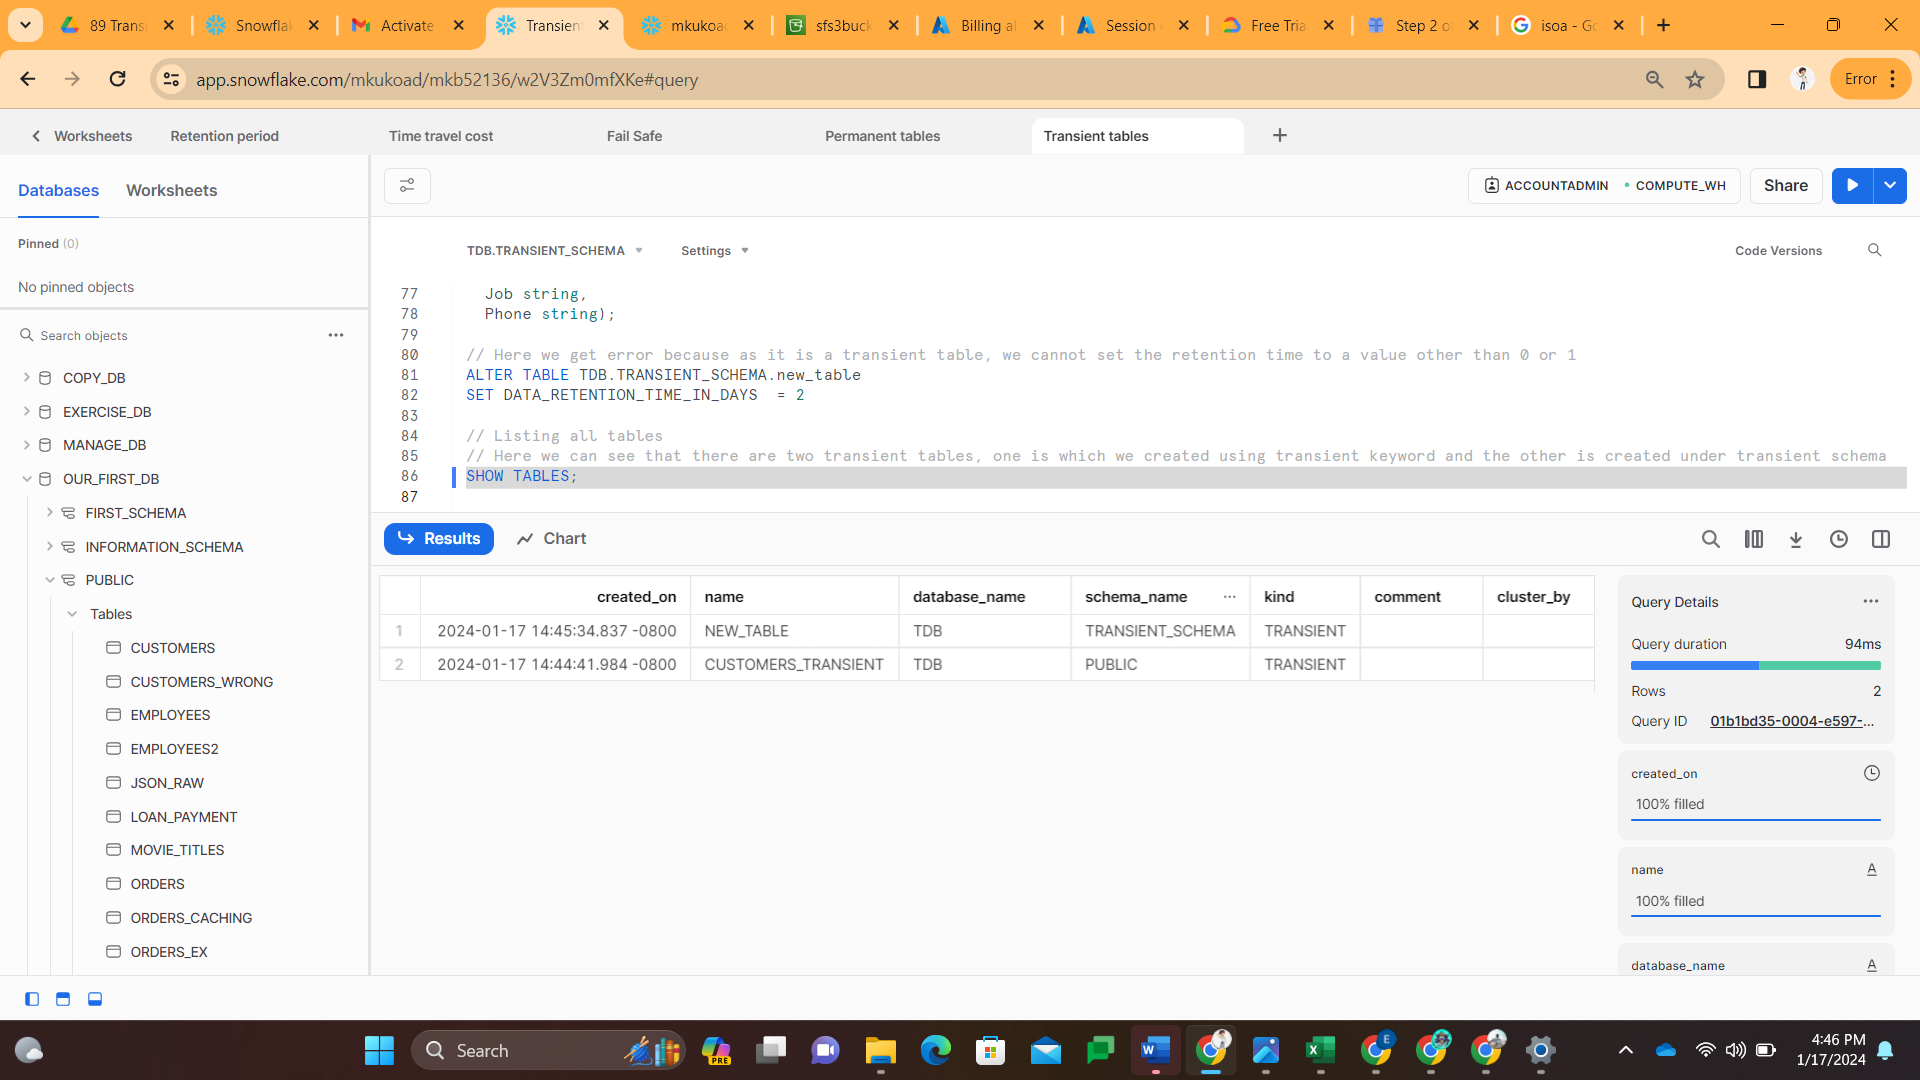 89 Transi
Snowflak
Activate
Transien
mkukoad
sfs3buck
Billing al
Session
Free Tria
Step 2 o
isoa - Go
app.snowflake.com/mkukoad/mkb52136/w2V3Zm0mfXKe#query
Error
Worksheets
Retention period
Time travel cost
Fail Safe
Permanent tables
Transient tables
Databases
Worksheets
ACCOUNTADMIN
COMPUTE_WH
Share
Pinned (0)
No pinned objects
TDB.TRANSIENT_SCHEMA
Settings
Code Versions
77 Job string,
78 Phone string);
79
80 // Here we get error because as it is a transient table, we cannot set the retention time to a value other than 0 or 1
81 ALTER TABLE TDB.TRANSIENT_SCHEMA.new_table
82 SET DATA_RETENTION_TIME_IN_DAYS  = 2
83
84 // Listing all tables
85 // Here we can see that there are two transient tables, one is which we created using transient keyword and the other is created under transient schema
86 SHOW TABLES;
87
Search objects
COPY_DB
EXERCISE_DB
MANAGE_DB
OUR_FIRST_DB
FIRST_SCHEMA
INFORMATION_SCHEMA
PUBLIC
Tables
CUSTOMERS
CUSTOMERS_WRONG
EMPLOYEES
EMPLOYEES2
JSON_RAW
LOAN_PAYMENT
MOVIE_TITLES
ORDERS
ORDERS_CACHING
ORDERS_EX
Results
Chart
created_on name database_name schema_name ... kind comment cluster_by
1 2024-01-17 14:45:34.837 -0800 NEW_TABLE TDB TRANSIENT_SCHEMA TRANSIENT
2 2024-01-17 14:44:41.984 -0800 CUSTOMERS_TRANSIENT TDB PUBLIC TRANSIENT
Query Details
Query duration 94ms
Rows 2
Query ID 01b1bd35-0004-e597-...
created_on
100% filled
name A
100% filled
database_name A
Search
PRE
E
4:46 PM
1/17/2024